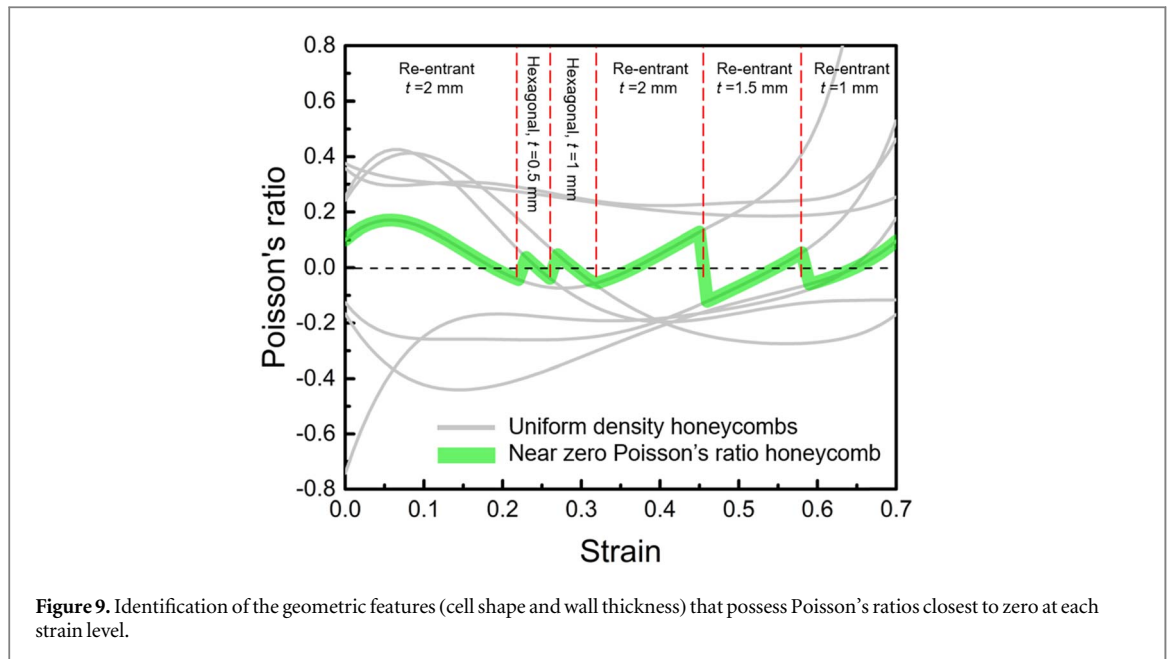 0.8
0.6
0.4
0.2
0.0
-0.2
-0.4
-0.6
-0.8
Poisson's ratio
Re-entrant
t =2 mm
Hexagonal, t =0.5 mm
Hexagonal, t =1 mm
Re-entrant
t =2 mm
Re-entrant
t =1.5 mm
Re-entrant
t =1 mm
Uniform density honeycombs
Near zero Poisson's ratio honeycomb
0.0 0.1 0.2 0.3 0.4 0.5 0.6 0.7
Strain
Figure 9. Identification of the geometric features (cell shape and wall thickness) that possess Poisson's ratios closest to zero at each
strain level.